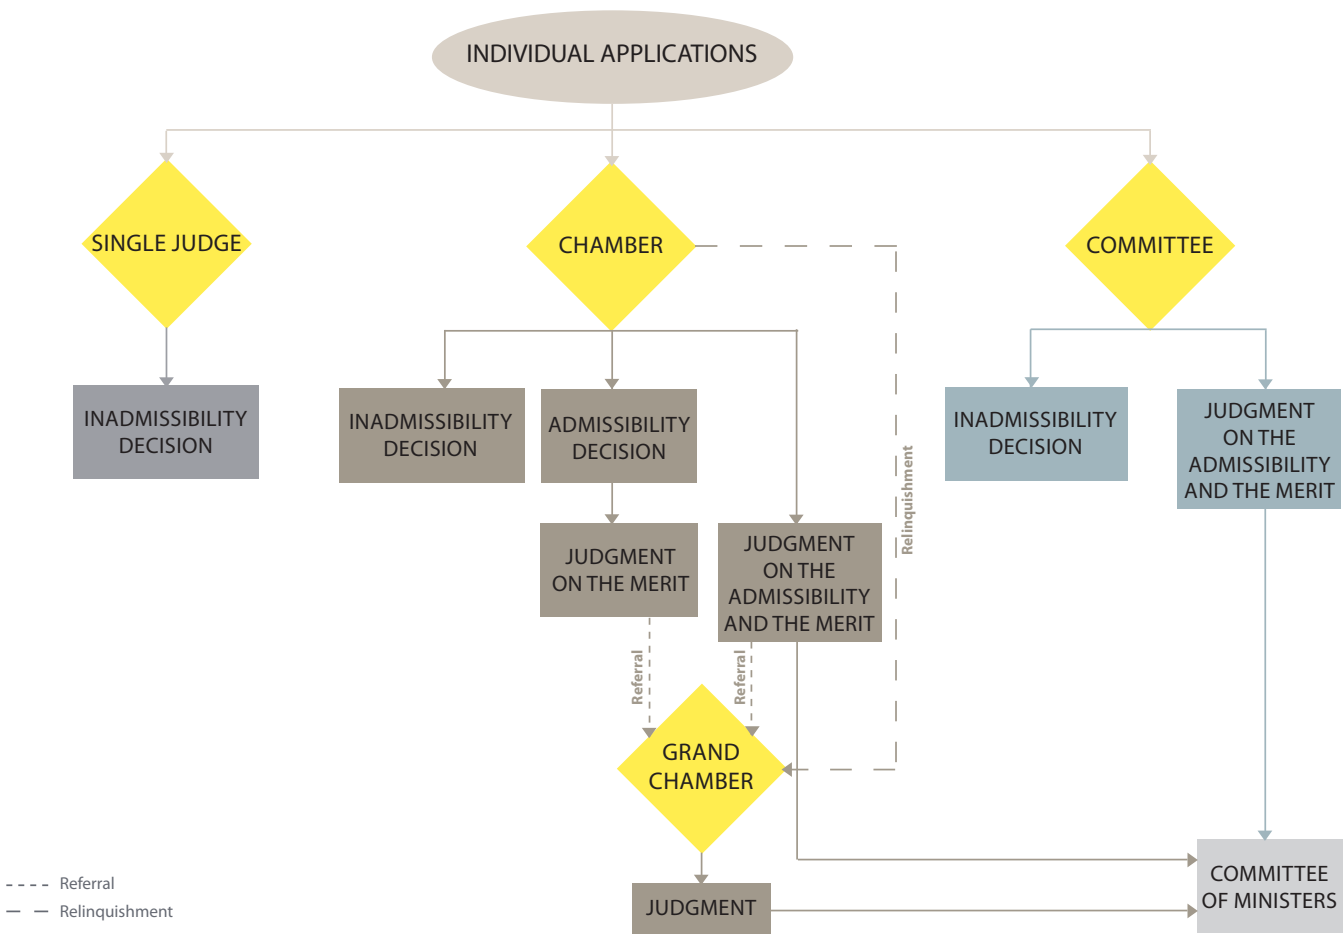 INDIVIDUAL APPLICATIONS
SINGLE JUDGE
CHAMBER
COMMITTEE
INADMISSIBILITY
DECISION
INADMISSIBILITY
DECISION
ADMISSIBILITY
DECISION
INADMISSIBILITY
DECISION
JUDGMENT
ON THE
ADMISSIBILITY
AND THE MERIT
Relinquishment
JUDGMENT
ON THE MERIT
JUDGMENT
ON THE
ADMISSIBILITY
AND THE MERIT
Referral
Referral
GRAND
CHAMBER
COMMITTEE
OF MINISTERS
JUDGMENT
Referral
Relinquishment